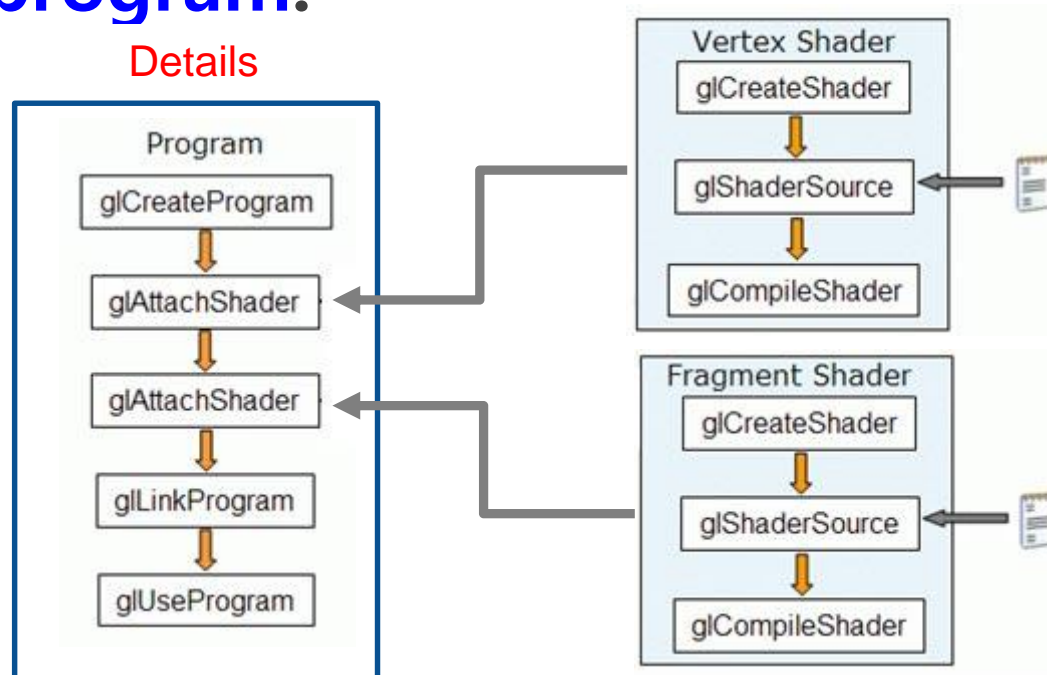 program.
Details
Program
glCreateProgram
glAttachShader
glAttachShader
glLinkProgram
glUseProgram
Vertex Shader
glCreateShader
glShaderSource
glCompileShader
Fragment Shader
glCreateShader
glShaderSource
glCompileShader